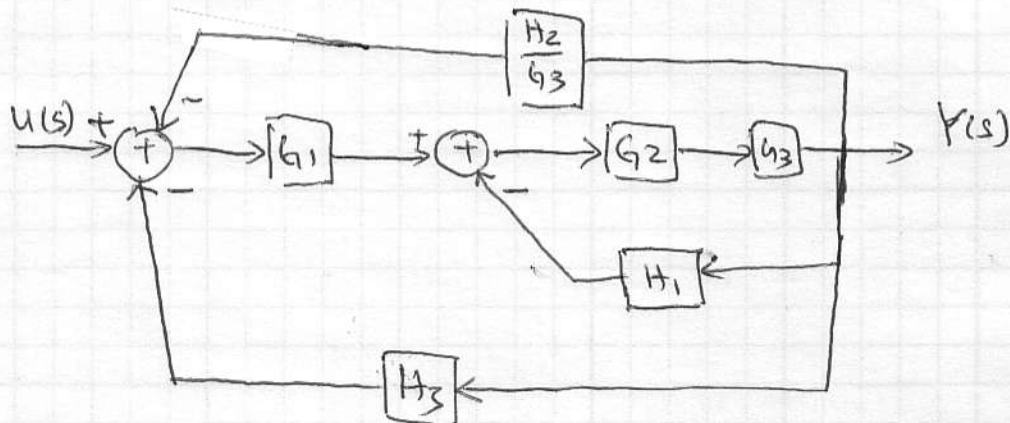 H2
G3
-
U(s) + + G1 + + G2 G3 Y(s)
-
-
H1
H3